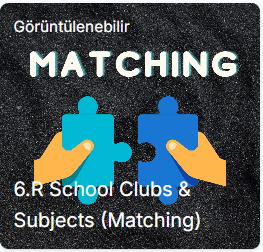 Görüntülenebilir
MATCHING
6.R School Clubs &
Subjects (Matching)